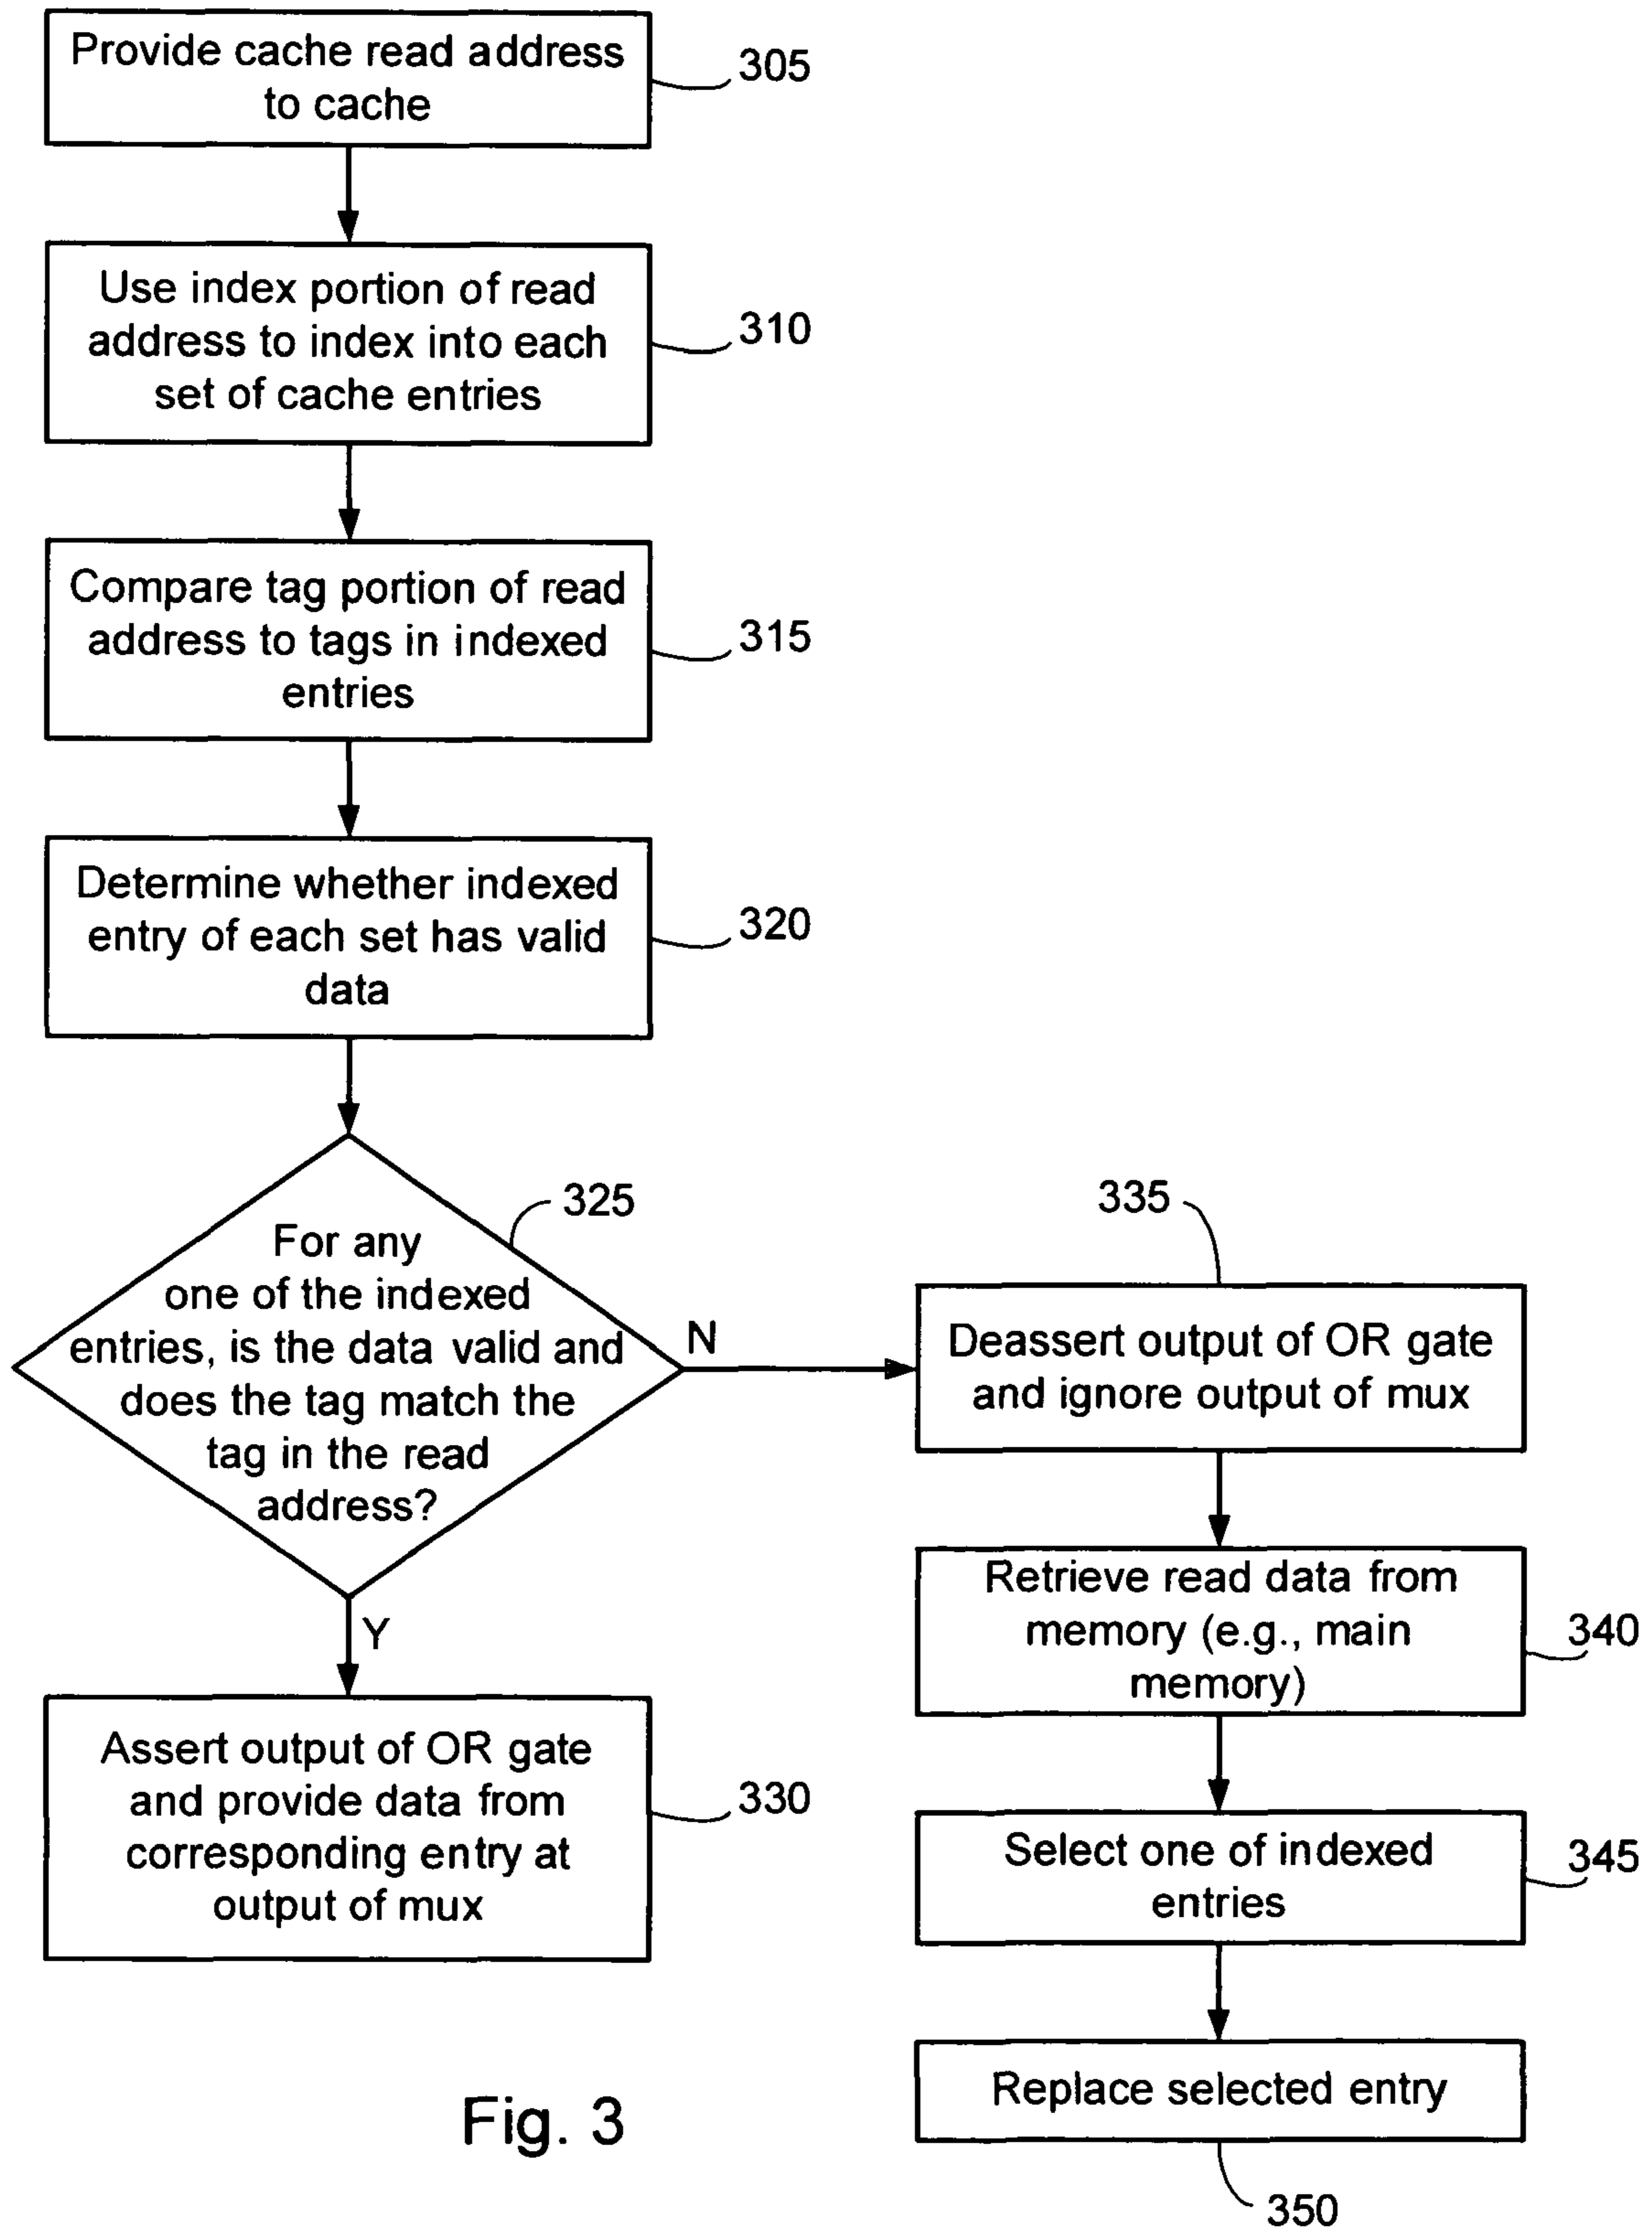 Provide cache read address
to cache
305
Use index portion of read
address to index into each
set of cache entries
310
Compare tag portion of read
address to tags in indexed
entries
315
Determine whether indexed
entry of each set has valid
data
320
For any
one of the indexed
entries, is the data valid and
does the tag match the
tag in the read
address?
325
N
Y
Assert output of OR gate
and provide data from
corresponding entry at
output of mux
330
335
Deassert output of OR gate
and ignore output of mux
Retrieve read data from
memory (e.g., main
memory)
340
Select one of indexed
entries
345
Replace selected entry
350
Fig. 3